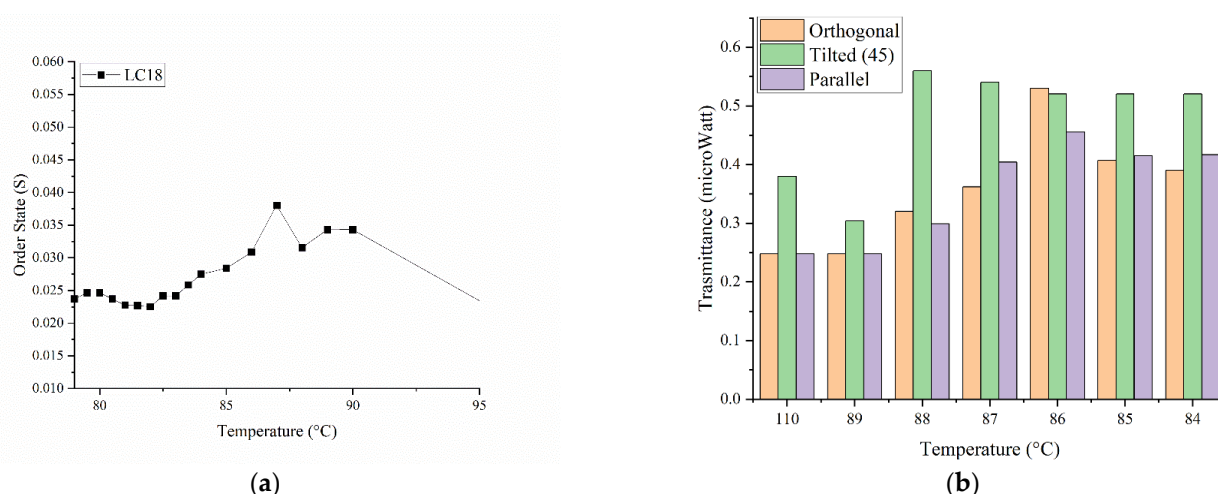 0.060
0.055
0.050
0.045
0.040
0.035
0.030
0.025
0.020
0.015
0.010
Order State (S)
LC18
80 85 90 95
Temperature (°C)
(a)
0.6
0.5
0.4
0.3
0.2
0.1
0.0
Trasmittance (microWatt)
Orthogonal
Tilted (45)
Parallel
110 89 88 87 86 85 84
Temperature (°C)
(b)